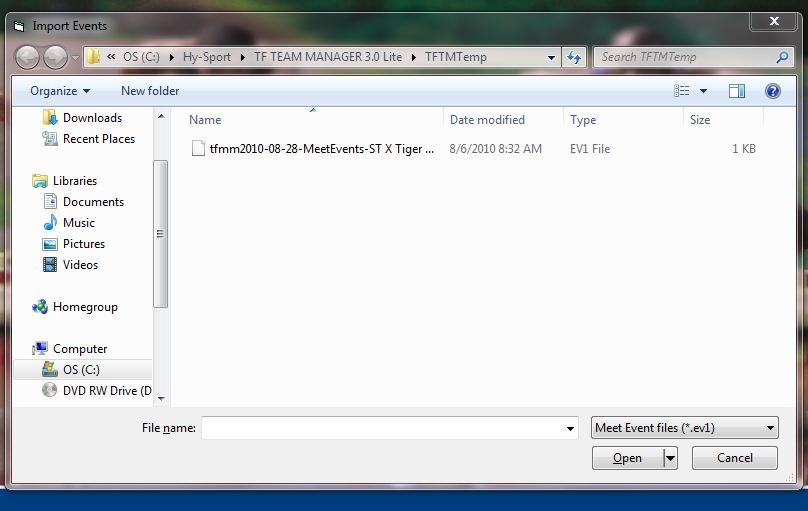 Import Events
« OS (C:) Hy-Sport TF TEAM MANAGER 3.0 Lite TFTMTemp Search TFTMTemp
Organize New folder
Downloads
Recent Places
Libraries
Documents
Music
Pictures
Videos
Homegroup
Computer
OS (C:)
DVD RW Drive (D
Name Date modified Type Size
tfmm2010-08-28-MeetEvents-ST X Tiger ... 8/6/2010 8:32 AM EV1 File 1 KB
File name: Meet Event files (*.ev1)
Open Cancel